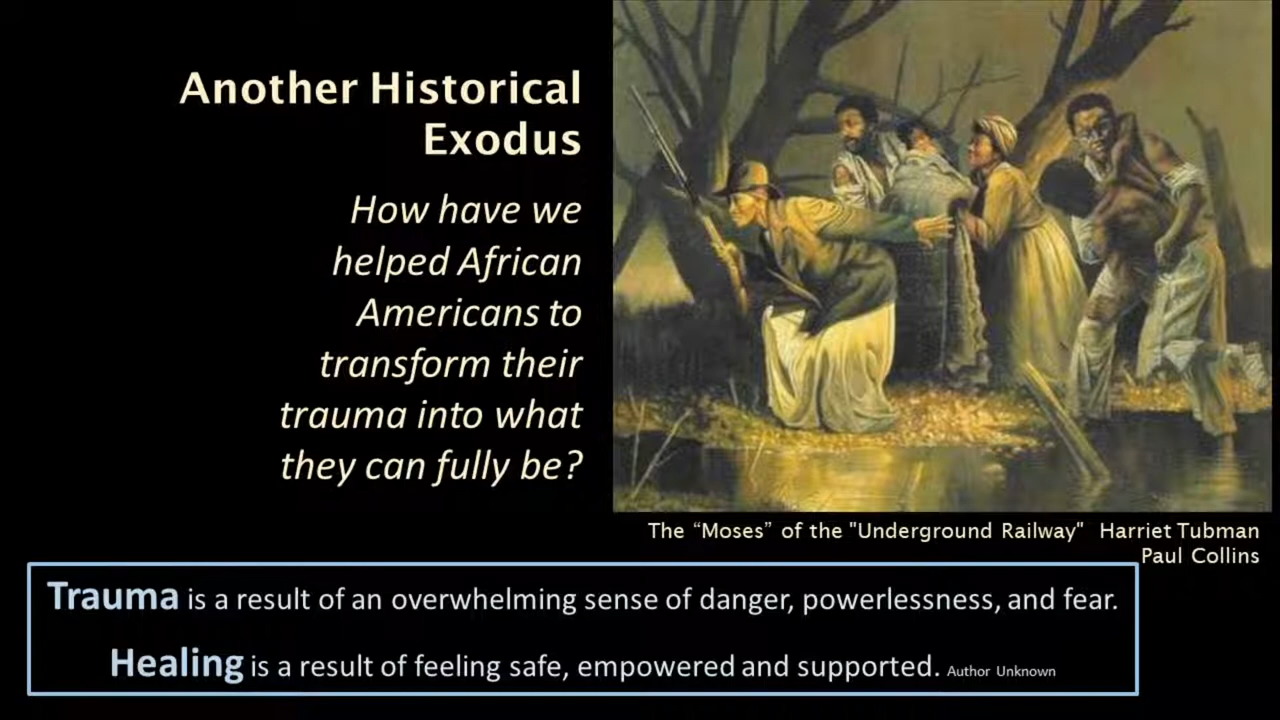 Another Historical
Exodus
How have we
helped African
Americans to
transform their
trauma into what
they can fully be?
The “Moses” of the "Underground Railway"  Harriet Tubman
Paul Collins
Trauma is a result of an overwhelming sense of danger, powerlessness, and fear.
Healing is a result of feeling safe, empowered and supported. Author Unknown